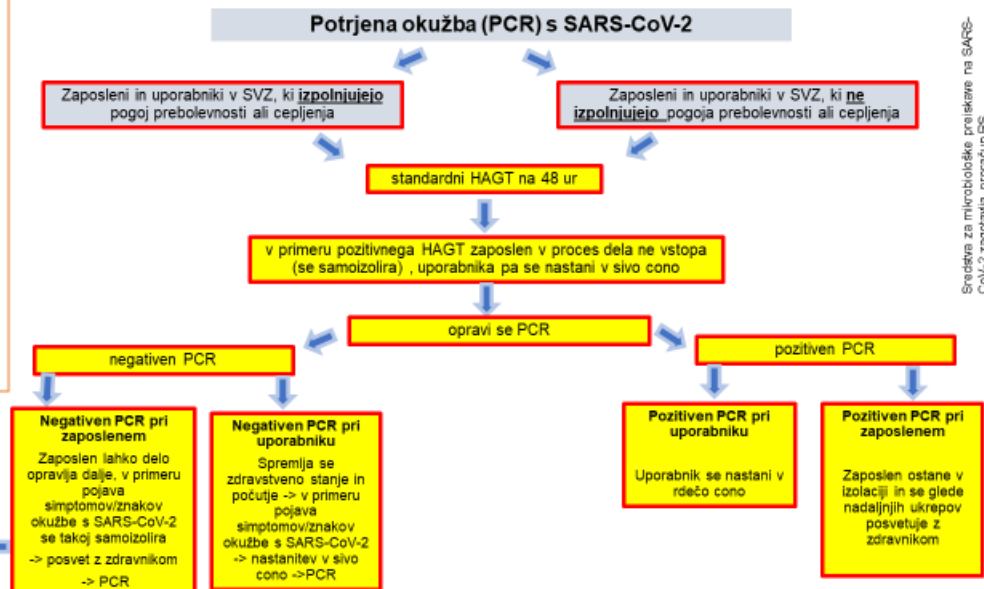 Potrjena okužba (PCR) s SARS-CoV-2
Zaposleni in uporabniki v SVZ, ki izpolnjujejo
pogoj prebolevnosti ali cepljenja
Zaposleni in uporabniki v SVZ, ki ne
izpolnjujejo pogoja prebolevnosti ali cepljenja
standardni HAGT na 48 ur
v primeru pozitivnega HAGT zaposlen v proces dela ne vstopa
(se samoizolira) , uporabnika pa se nastani v sivo cono
opravi se PCR
negativen PCR
pozitiven PCR
Negativen PCR pri
zaposlenem
Zaposlen lahko delo
opravlja dalje, v primeru
pojava
simptomov/znakov
okužbe s SARS-CoV-2
se takoj samoizolira
-> posvet z zdravnikom
-> PCR
Negativen PCR pri
uporabniku
Spremlja se
zdravstveno stanje in
počutje -> v primeru
pojava
simptomov/znakov
okužbe s SARS-CoV-2
-> nastanitev v sivo
cono ->PCR
Pozitiven PCR pri
uporabniku
Uporabnik se nastani v
rdečo cono
Pozitiven PCR pri
zaposlenem
Zaposlen ostane v
izolaciji in se glede
nadaljnjih ukrepov
posvetuje z
zdravnikom
Sredstva za mikrobiološke preiskave na SARS-
CoV-2 zagotavlja proračun RS